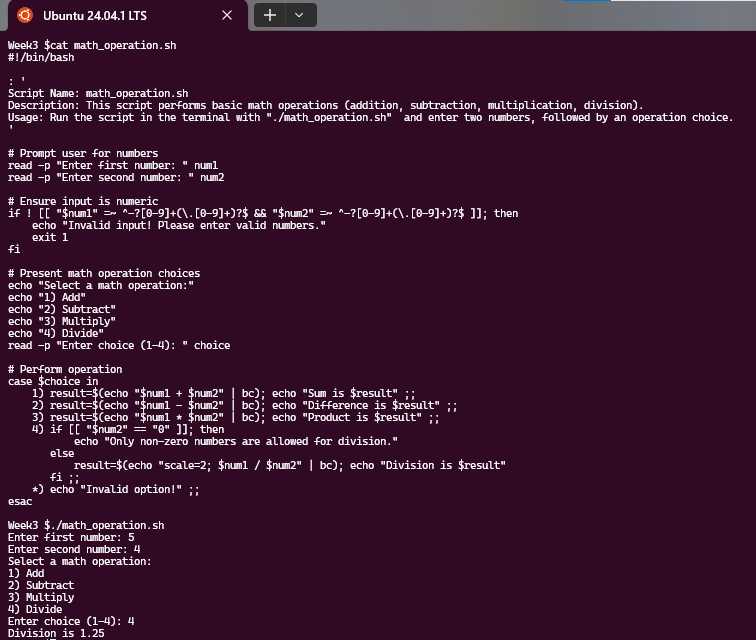 Ubuntu 24.04.1 LTS
Week3 $cat math_operation.sh
#!/bin/bash
: '
Script Name: math_operation.sh
Description: This script performs basic math operations (addition, subtraction, multiplication, division).
Usage: Run the script in the terminal with "./math_operation.sh"  and enter two numbers, followed by an operation choice.
'
# Prompt user for numbers
read -p "Enter first number: " num1
read -p "Enter second number: " num2
# Ensure input is numeric
if ! [[ "$num1" =~ ^-?[0-9]+(\.[0-9]+)?$ && "$num2" =~ ^-?[0-9]+(\.[0-9]+)?$ ]]; then
    echo "Invalid input! Please enter valid numbers."
    exit 1
fi
# Present math operation choices
echo "Select a math operation:"
echo "1) Add"
echo "2) Subtract"
echo "3) Multiply"
echo "4) Divide"
read -p "Enter choice (1-4): " choice
# Perform operation
case $choice in
    1) result=$(echo "$num1 + $num2" | bc); echo "Sum is $result" ;;
    2) result=$(echo "$num1 - $num2" | bc); echo "Difference is $result" ;;
    3) result=$(echo "$num1 * $num2" | bc); echo "Product is $result" ;;
    4) if [[ "$num2" == "0" ]]; then
           echo "Only non-zero numbers are allowed for division."
       else
           result=$(echo "scale=2; $num1 / $num2" | bc); echo "Division is $result"
       fi ;;
    *) echo "Invalid option!" ;;
esac
Week3 $./math_operation.sh
Enter first number: 5
Enter second number: 4
Select a math operation:
1) Add
2) Subtract
3) Multiply
4) Divide
Enter choice (1-4): 4
Division is 1.25